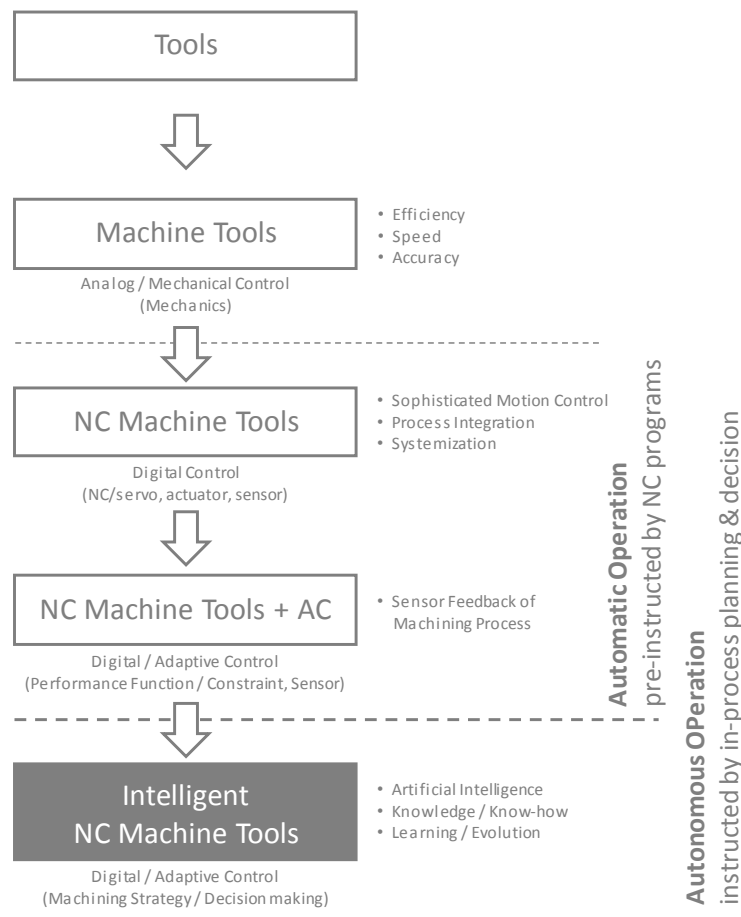 Tools
Machine Tools
• Efficiency
• Speed
• Accuracy
Analog / Mechanical Control
(Mechanics)
NC Machine Tools
• Sophisticated Motion Control
• Process Integration
• Systemization
Digital Control
(NC/servo, actuator, sensor)
NC Machine Tools + AC
• Sensor Feedback of
Machining Process
Digital / Adaptive Control
(Performance Function / Constraint, Sensor)
Automatic Operation
pre-instructed by NC programs
Intelligent
NC Machine Tools
• Artificial Intelligence
• Knowledge / Know-how
• Learning / Evolution
Digital / Adaptive Control
(Machining Strategy / Decision making)
Autonomous OPeration
instructed by in-process planning & decision